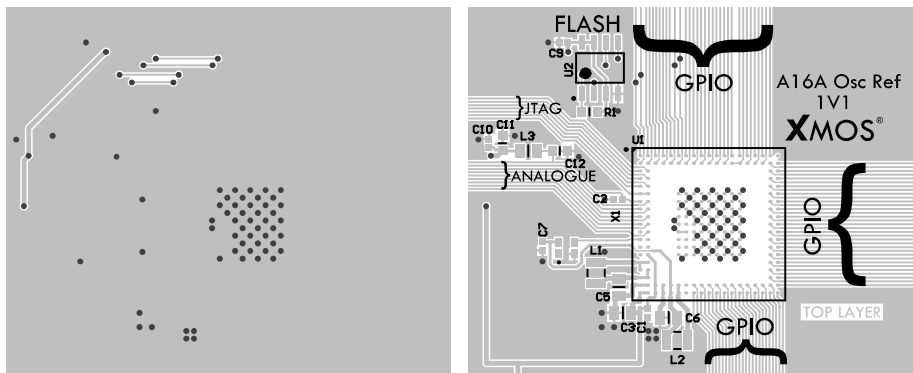 FLASH
C9
U2
GPIO
A16A Osc Ref
1V1
XMOS®
JTAG
R1
C11
C10
L3
U1
C12
ANALOGUE
C2
X1
GPIO
C7
L1
C5
TOP LAYER
C3
C1
C6
GPIO
L2